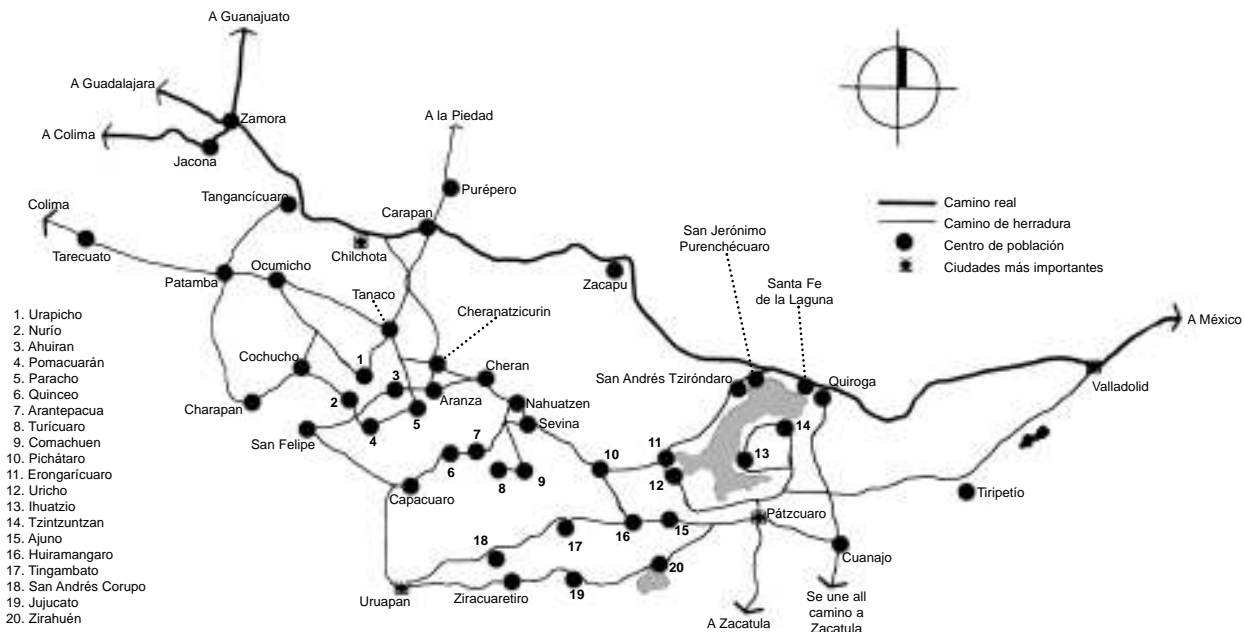 A Guanajuato
A Guadalajara
Zamora
A Colima
Jacona
A la Piedad
Tangancícuaro
Purépero
Carapan
Colima
Tarecuato
Chilchota
Patamba
Ocumicho
Tanaco
Cheranatzicurin
Zacapu
San Jerónimo
Purenchécuaro
Santa Fe
de la Laguna
Camino real
Camino de herradura
Centro de población
Ciudades más importantes
A México
Valladolid
1. Urapicho
2. Nurío
3. Ahuiran
4. Pomacuarán
5. Paracho
6. Quinceo
7. Arantepacua
8. Turícuaro
9. Comachuen
10. Pichátaro
11. Erongarícuaro
12. Uricho
13. Ihuatzio
14. Tzintzuntzan
15. Ajuno
16. Huiramangaro
17. Tingambato
18. San Andrés Corupo
19. Jujucato
20. Zirahuén
Cochucho
1
Cheran
San Andrés Tziróndaro
Quiroga
Charapan
2
3
Aranza
Nahuatzen
Sevina
San Felipe
4
5
11
14
6
7
10
13
8
9
12
Capacuaro
Tiripetío
Pátzcuaro
18
17
16
15
Cuanajo
20
Uruapan
Ziracuaretiro
19
A Zacatula
Se une all
camino a
Zacatula